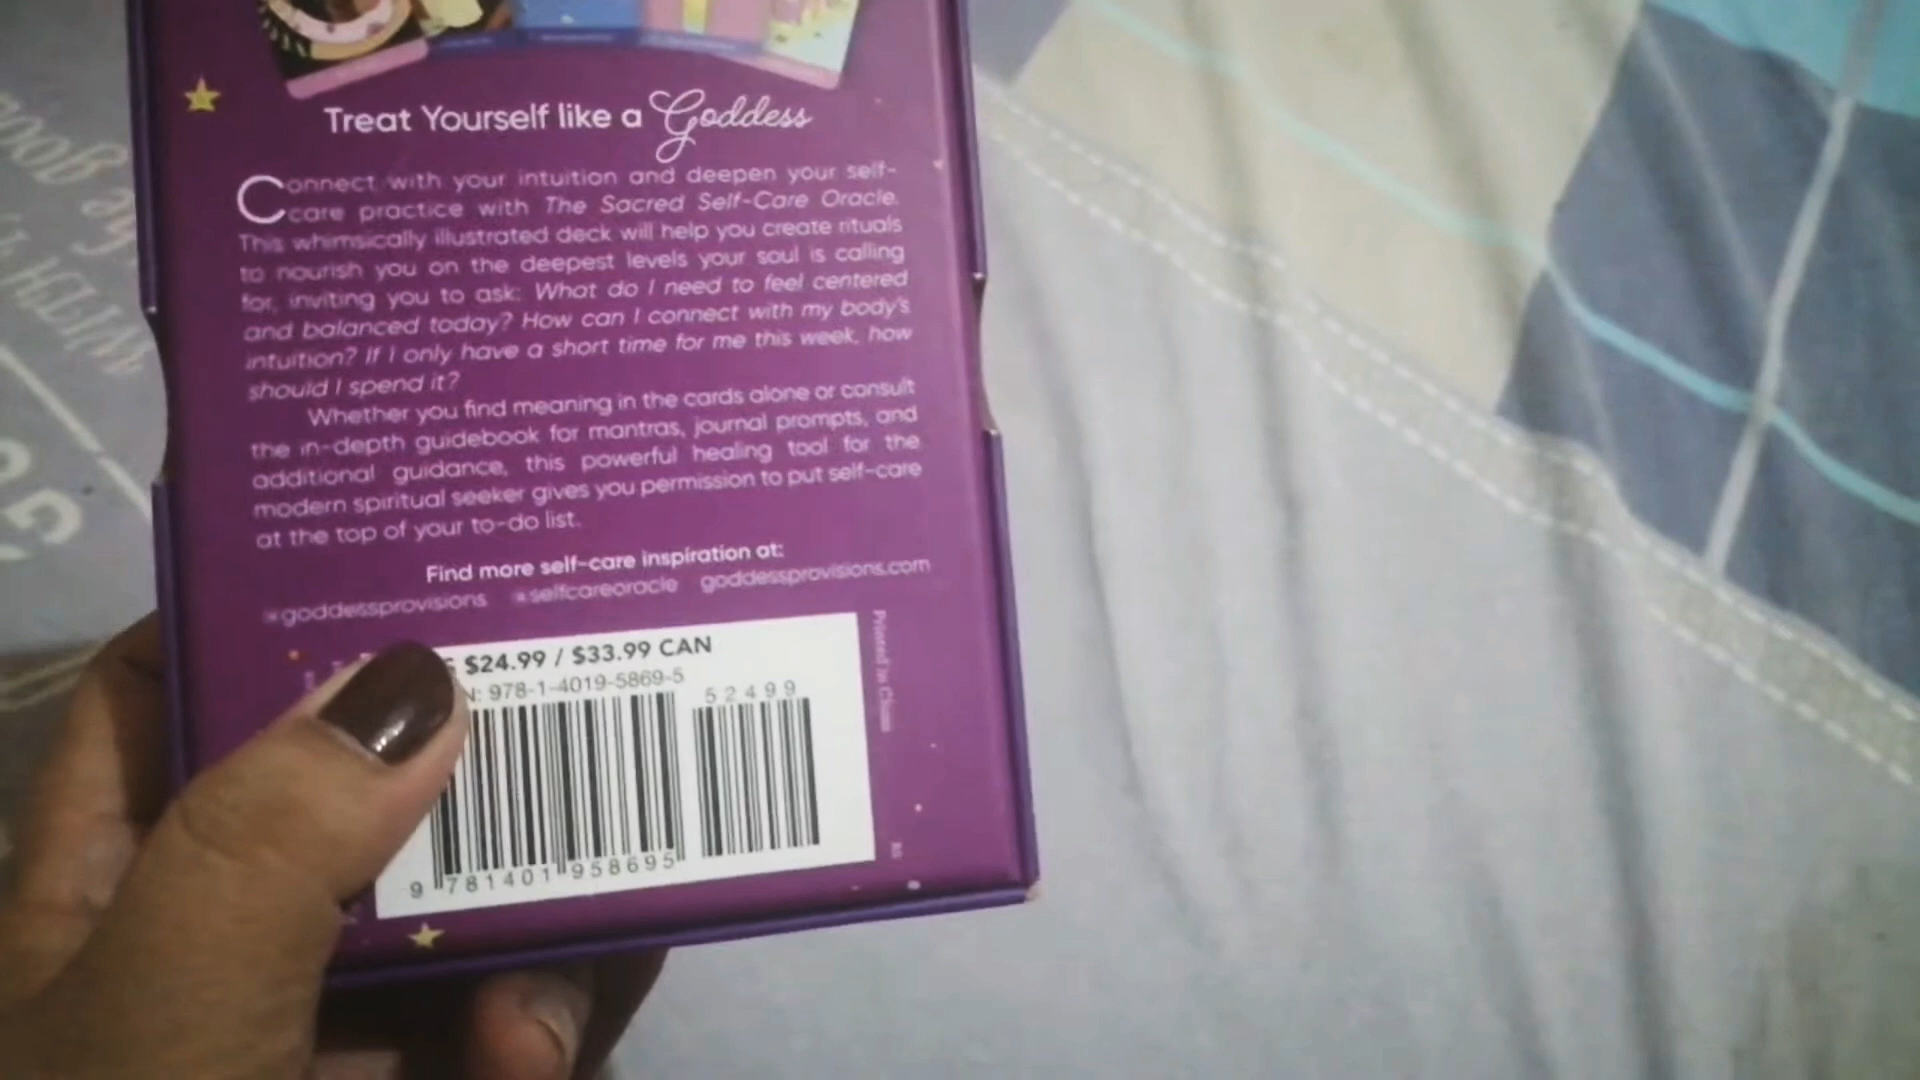 Treat Yourself like a Goddess
Connect with your intuition and deepen your self-
care practice with The Sacred Self-Care Oracle.
This whimsically illustrated deck will help you create rituals
to nourish you on the deepest levels your soul is calling
for, inviting you to ask: What do I need to feel centered
and balanced today? How can I connect with my body's
intuition? If I only have a short time for me this week, how
should I spend it?
Whether you find meaning in the cards alone or consult
the in-depth guidebook for mantras, journal prompts, and
additional guidance, this powerful healing tool for the
modern spiritual seeker gives you permission to put self-care
at the top of your to-do list.
Find more self-care inspiration at:
goddessprovisions selfcareoracle goddessprovisions.com
$24.99 / $33.99 CAN
N: 978-1-4019-5869-5
52499
9 781401 958695
Printed in China
WITH
the
good